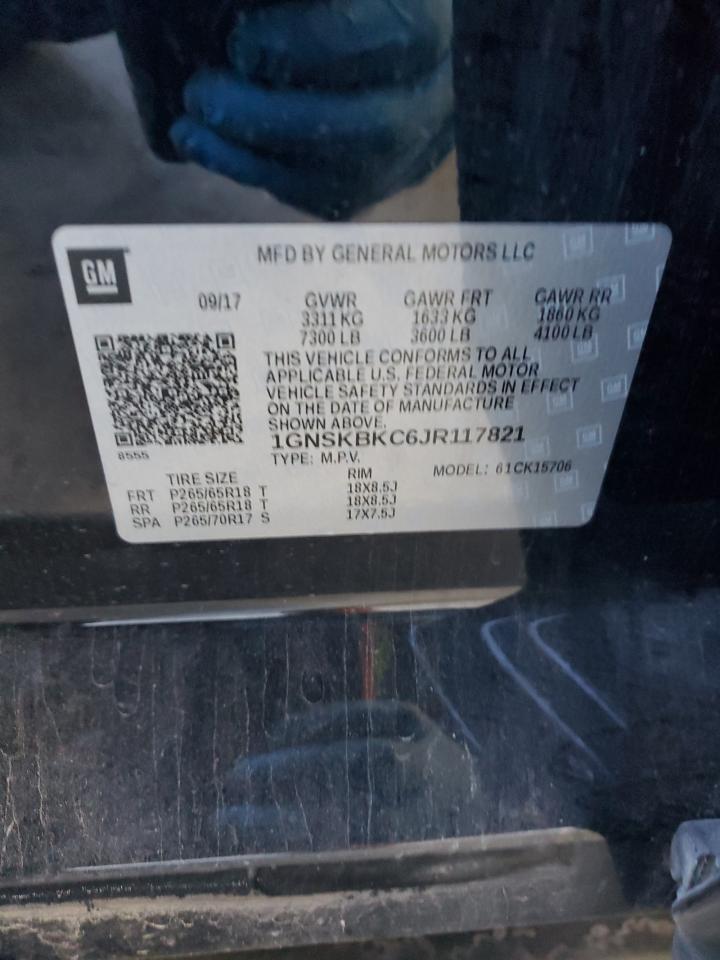 GM
MFD BY GENERAL MOTORS LLC
09/17 GVWR GAWR FRT GAWR RR
3311 KG 1633 KG 1860 KG
7300 LB 3600 LB 4100 LB
THIS VEHICLE CONFORMS TO ALL
APPLICABLE U.S. FEDERAL MOTOR
VEHICLE SAFETY STANDARDS IN EFFECT
ON THE DATE OF MANUFACTURE
SHOWN ABOVE.
1GNSKBKC6JR117821
8555
TYPE: M.P.V. MODEL: 61CK15706
TIRE SIZE RIM
FRT P265/65R18 T 18X8.5J
RR P265/65R18 T 18X8.5J
SPA P265/70R17 S 17X7.5J